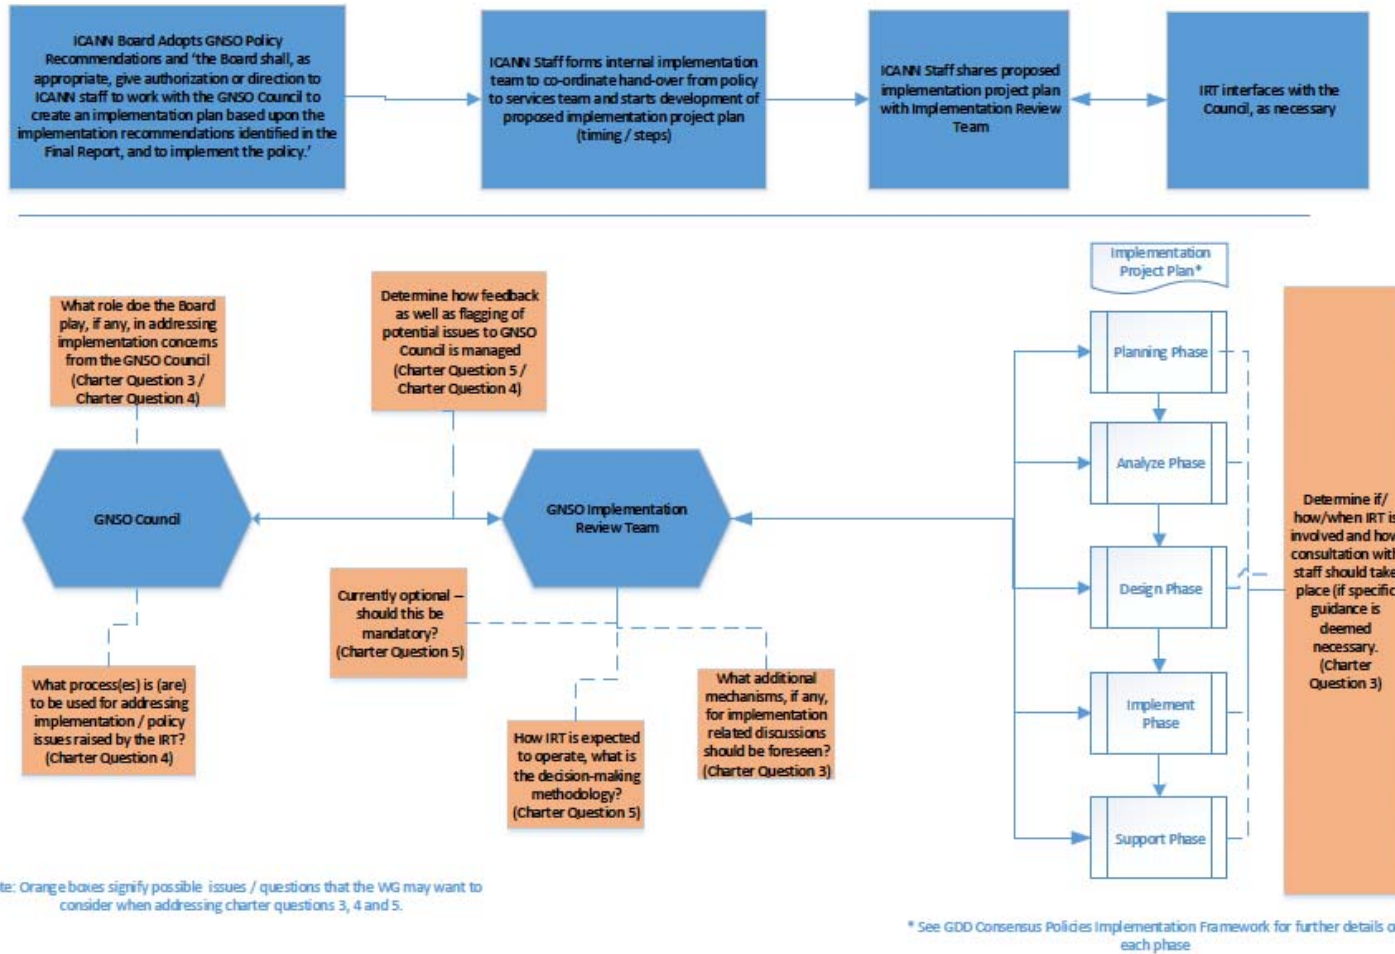 ICANN Board Adopts GNSO Policy
Recommendations and ‘the Board shall, as
appropriate, give authorization or direction to
ICANN staff to work with the GNSO Council to
create an implementation plan based upon the
implementation recommendations identified in the
Final Report, and to implement the policy.’
ICANN Staff forms internal implementation
team to co-ordinate hand-over from policy
to services team and starts development of
proposed implementation project plan
(timing / steps)
ICANN Staff shares proposed
implementation project plan
with Implementation Review
Team
IRT interfaces with the
Council, as necessary
What role doe the Board
play, if any, in addressing
implementation concerns
from the GNSO Council
(Charter Question 3 /
Charter Question 4)
Determine how feedback
as well as flagging of
potential issues to GNSO
Council is managed
(Charter Question 5 /
Charter Question 4)
Implementation
Project Plan*
Planning Phase
Analyze Phase
Design Phase
Implement
Phase
Support Phase
GNSO Council
GNSO Implementation
Review Team
Determine if/
how/when IRT is
involved and how
consultation with
staff should take
place (if specific
guidance is
deemed
necessary.
(Charter
Question 3)
Currently optional –
should this be
mandatory?
(Charter Question 5)
What process(es) is (are)
to be used for addressing
implementation / policy
issues raised by the IRT?
(Charter Question 4)
How IRT is expected
to operate, what is
the decision-making
methodology?
(Charter Question 5)
What additional
mechanisms, if any,
for implementation
related discussions
should be foreseen?
(Charter Question 3)
te: Orange boxes signify possible issues / questions that the WG may want to
consider when addressing charter questions 3, 4 and 5.
* See GDD Consensus Policies Implementation Framework for further details o
each phase